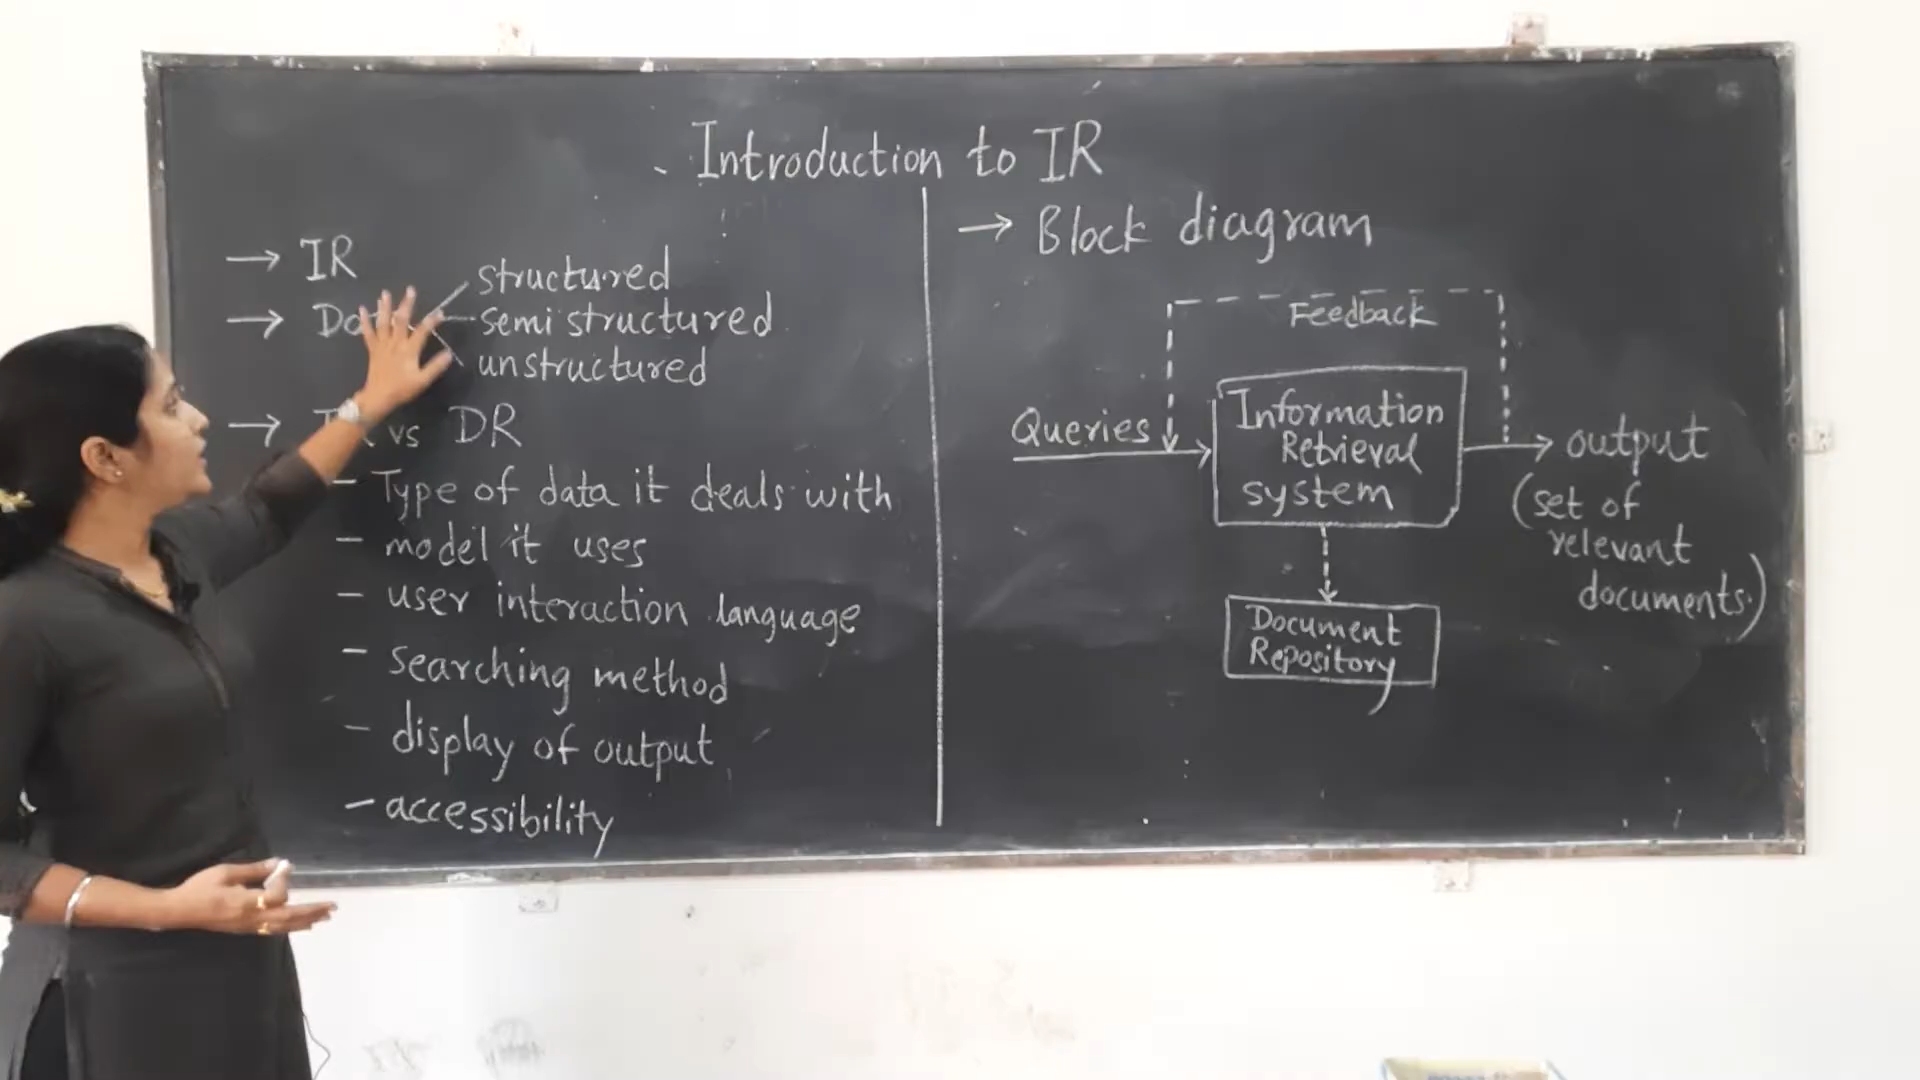 Introduction to IR
→ IR
→ Data
structured
semi structured
unstructured
→ vs DR
- Type of data it deals with
- model it uses
- user interaction language
- searching method
- display of output
- accessibility
→ Block diagram
Feedback
Queries
Information
Retrieval
system
output
(set of
relevant
documents.)
Document
Repository